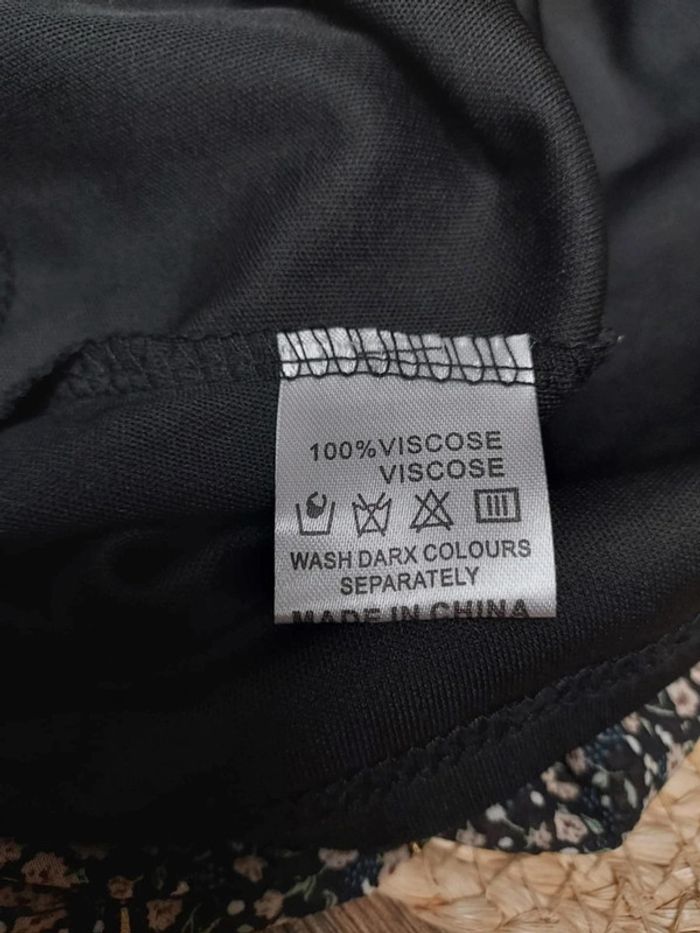 100%VISCOSE
VISCOSE
WASH DARX COLOURS
SEPARATELY
MADE IN CHINA